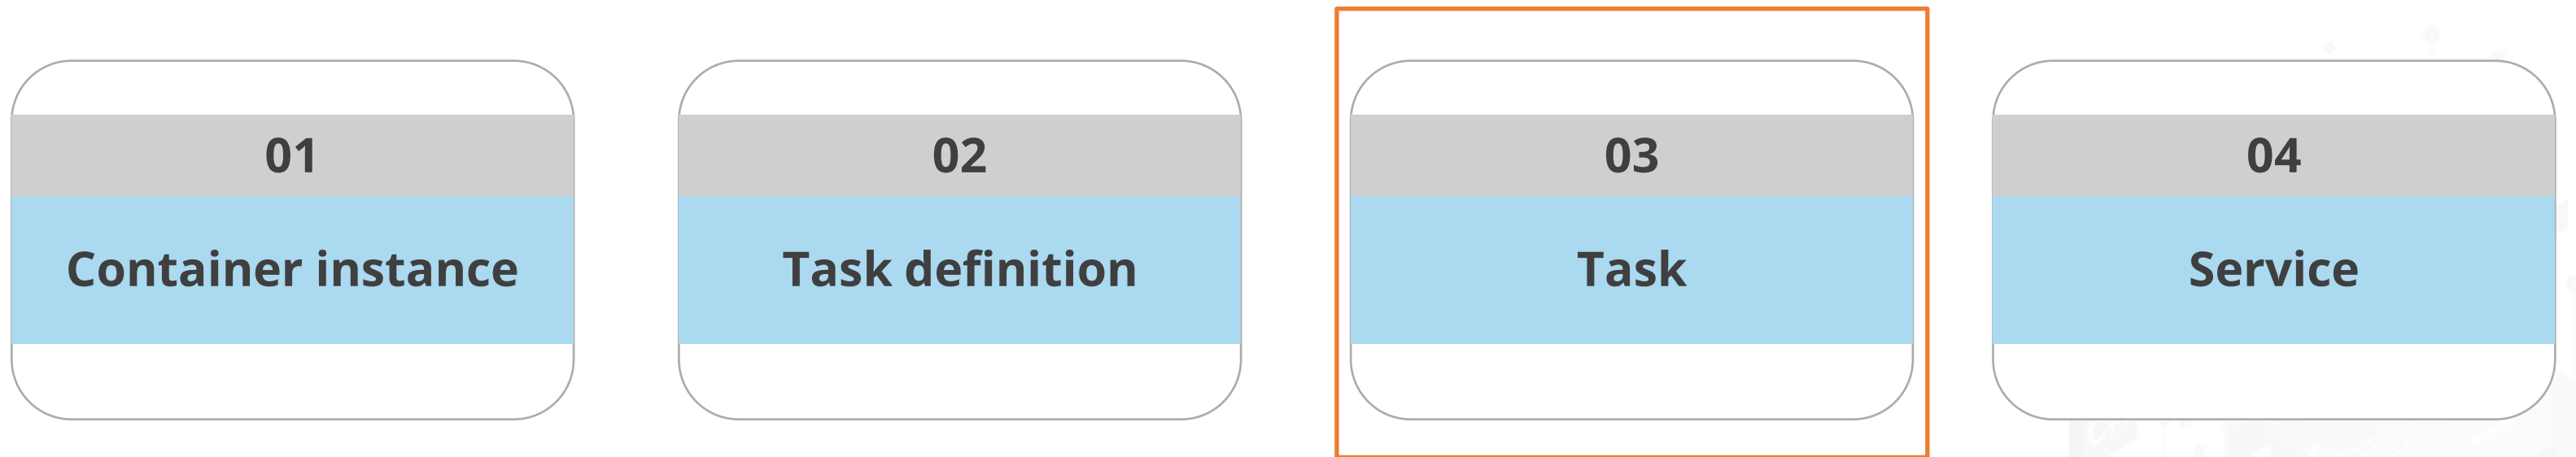 01
Container instance
02
Task definition
03
Task
04
Service